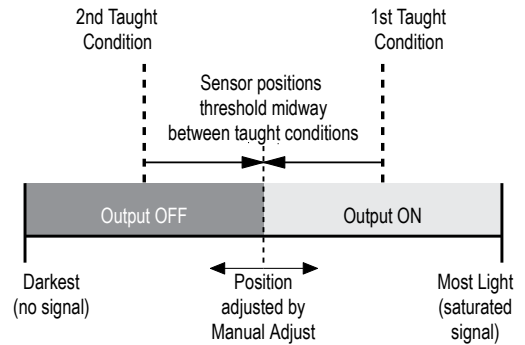 2nd Taught
Condition
1st Taught
Condition
Sensor positions
threshold midway
between taught conditions
Output OFF
Output ON
Darkest
(no signal)
Position
adjusted by
Manual Adjust
Most Light
(saturated
signal)